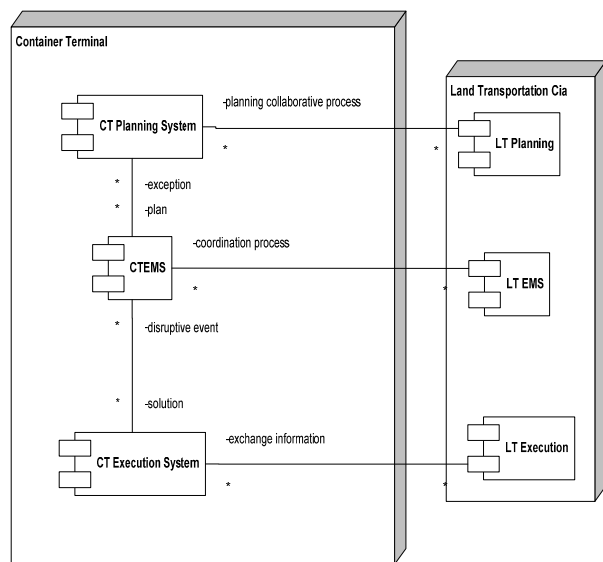 Container Terminal
Land Transportation Cia
-planning collaborative process
CT Planning System
LT Planning
*
*
*
-exception
*
-plan
-coordination process
CTEMS
LT EMS
*
*
*
-disruptive event
*
-solution
-exchange information
CT Execution System
LT Execution
*
*